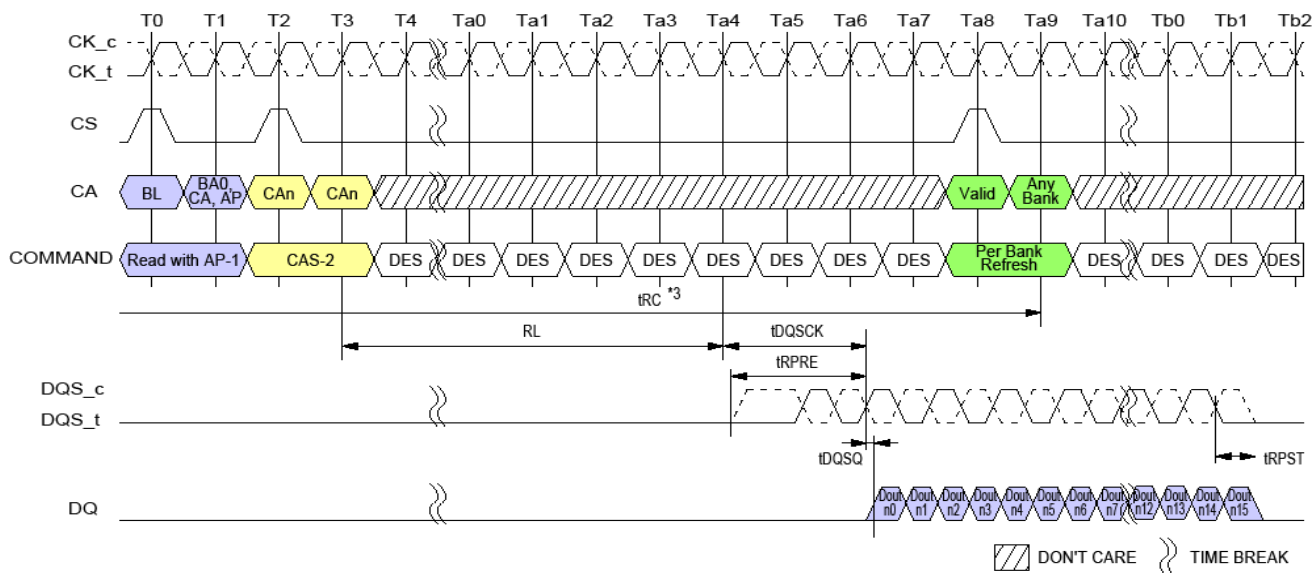 T0 T1 T2 T3 T4 Ta0 Ta1 Ta2 Ta3 Ta4 Ta5 Ta6 Ta7 Ta8 Ta9 Ta10 Tb0 Tb1 Tb2
CK_c
CK_t
CS
CA BL BA0, CA, AP CAn CAn Valid Any Bank
COMMAND Read with AP-1 CAS-2 DES DES DES DES DES DES DES DES DES Per Bank Refresh DES DES DES DES
tRC *3
RL tDQSCK
tRPRE
DQS_c
DQS_t
tDQSQ tRPST
DQ Dout n0 Dout n1 Dout n2 Dout n3 Dout n4 Dout n5 Dout n6 Dout n7 Dout n12 Dout n13 Dout n14 Dout n15
DON'T CARE TIME BREAK